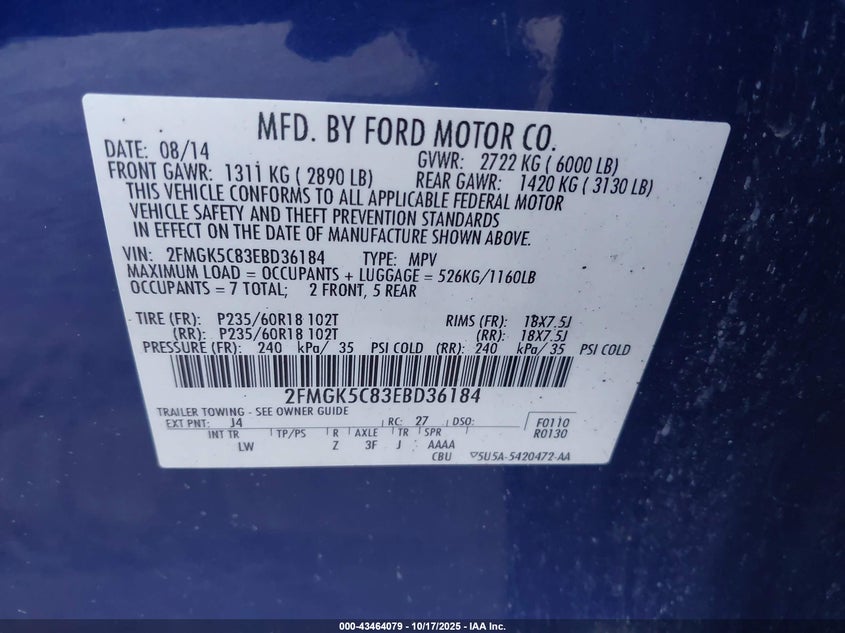 MFD. BY FORD MOTOR CO.
DATE: 08/14 GVWR: 2722 KG ( 6000 LB)
FRONT GAWR: 1311 KG ( 2890 LB) REAR GAWR: 1420 KG ( 3130 LB)
THIS VEHICLE CONFORMS TO ALL APPLICABLE FEDERAL MOTOR
VEHICLE SAFETY AND THEFT PREVENTION STANDARDS
IN EFFECT ON THE DATE OF MANUFACTURE SHOWN ABOVE.
VIN: 2FMGK5C83EBD36184 TYPE: MPV
MAXIMUM LOAD = OCCUPANTS + LUGGAGE = 526KG/1160LB
OCCUPANTS = 7 TOTAL; 2 FRONT, 5 REAR
TIRE (FR): P235/60R18 102T RIMS (FR): 18X7.5J
(RR): P235/60R18 102T (RR): 18X7.5J
PRESSURE (FR): 240 kPa/ 35 PSI COLD (RR): 240 kPa/ 35 PSI COLD
2FMGK5C83EBD36184
TRAILER TOWING - SEE OWNER GUIDE
EXT PNT: J4 RC: 27 DSO: F0110
R0130
INT TR TP/PS R AXLE TR SPR
LW Z 3F J AAAA
CBU 5U5A-5420472-AA
000-43464079 - 10/17/2025 - IAA Inc.